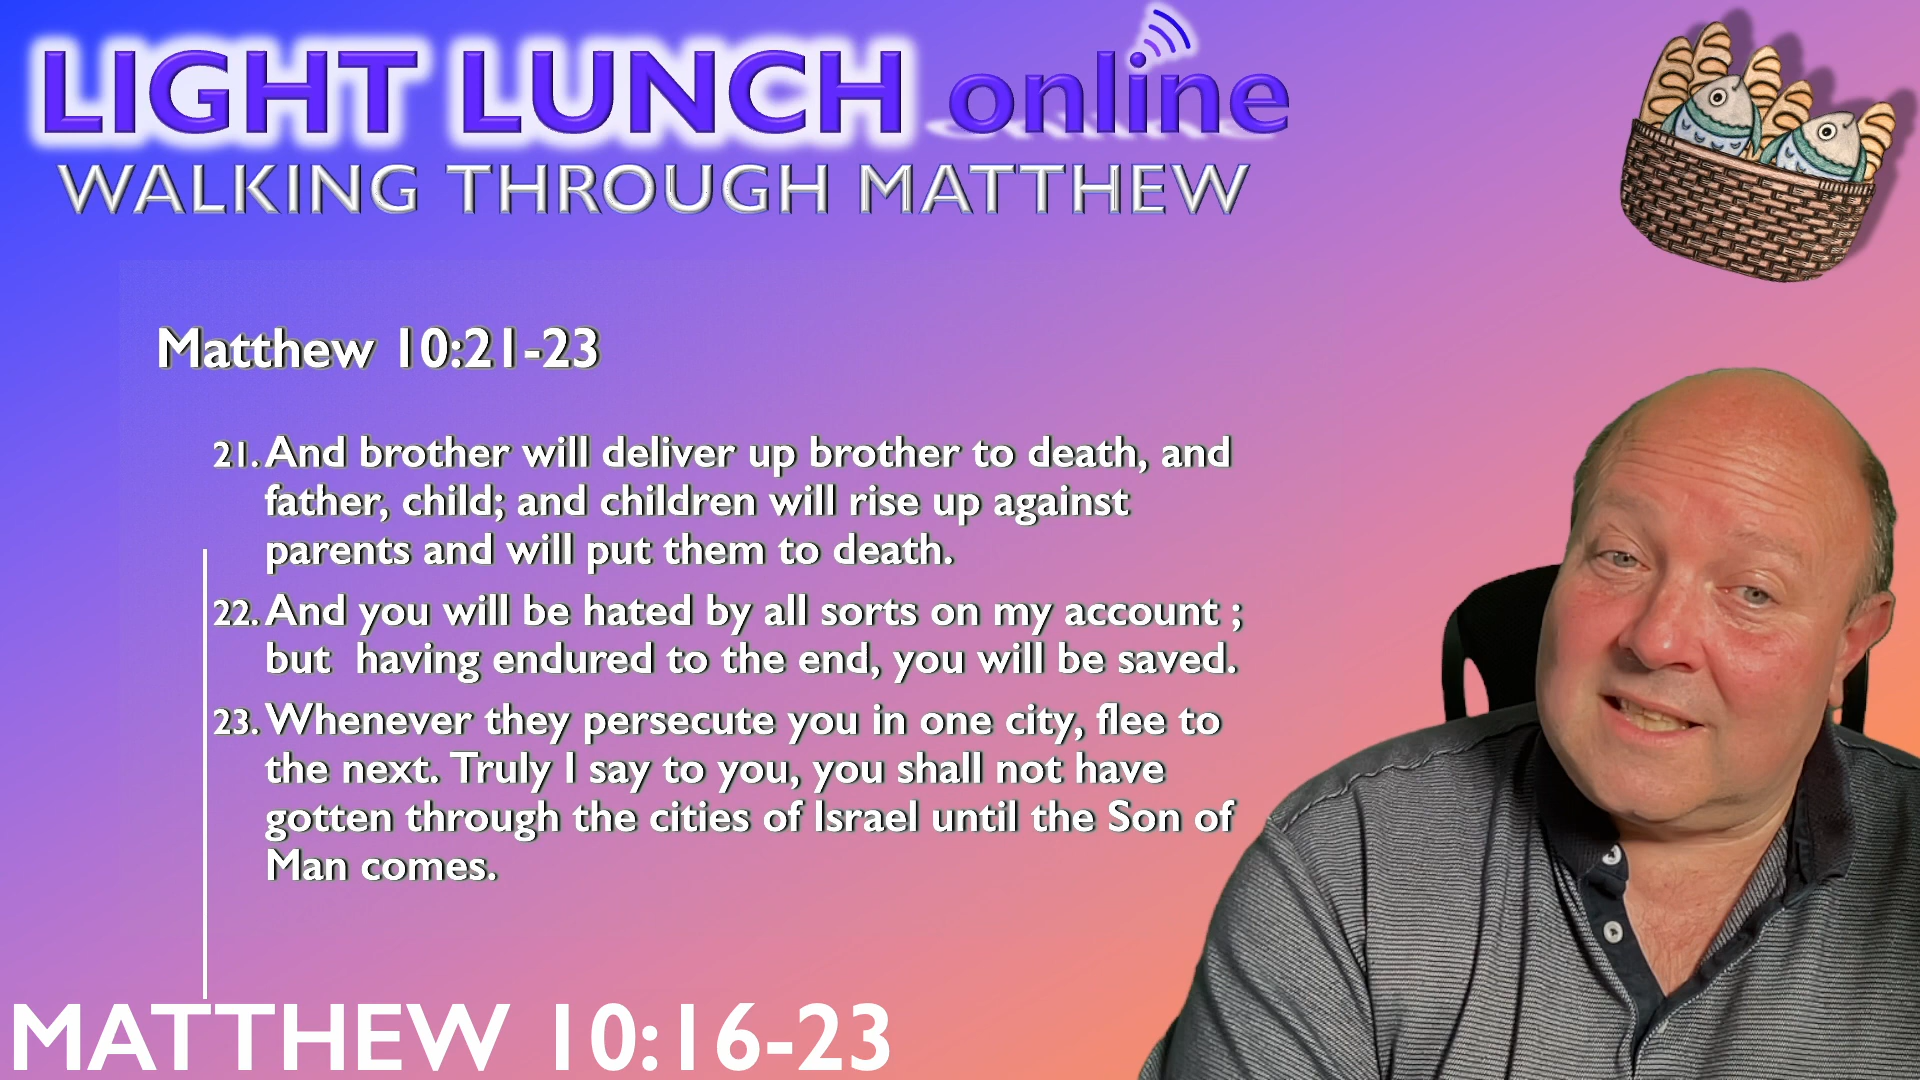 LIGHT LUNCH online
WALKING THROUGH MATTHEW
Matthew 10:21-23
21. And brother will deliver up brother to death, and
father, child; and children will rise up against
parents and will put them to death.
22. And you will be hated by all sorts on my account ;
but  having endured to the end, you will be saved.
23. Whenever they persecute you in one city, flee to
the next. Truly I say to you, you shall not have
gotten through the cities of Israel until the Son of
Man comes.
MATTHEW 10:16-23